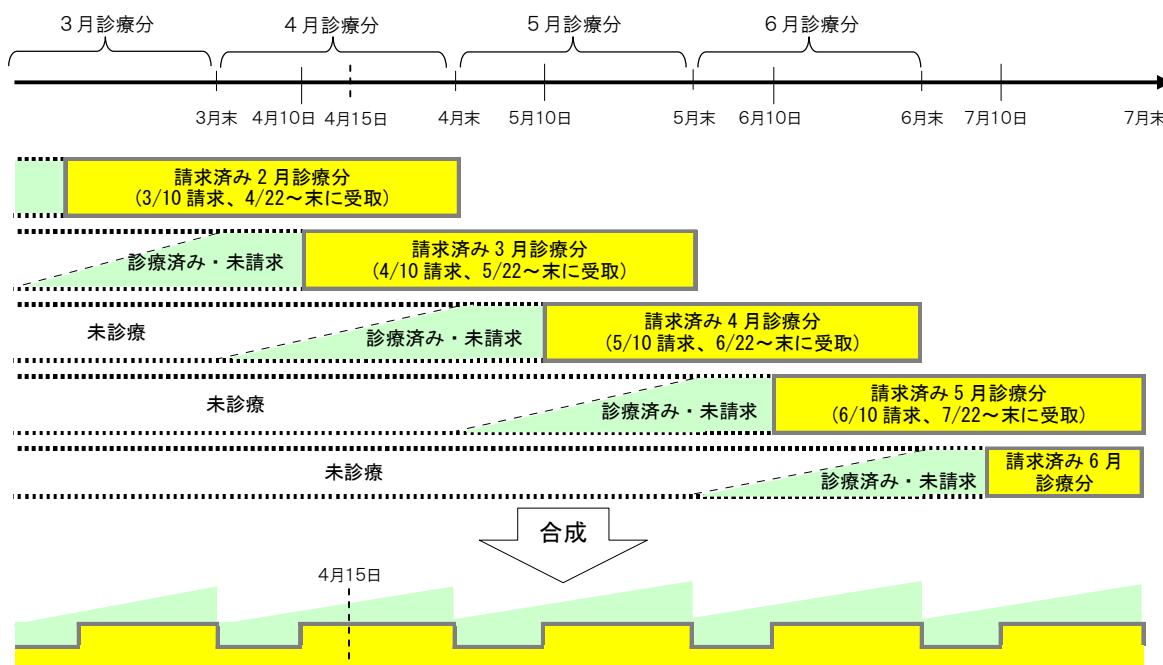 ３月診療分
４月診療分
５月診療分
６月診療分
3月末
4月10日
4月15日
4月末
5月10日
5月末
6月10日
6月末
7月10日
7月末
請求済み２月診療分
(3/10 請求、4/22～末に受取)
診療済み・未請求
請求済み３月診療分
(4/10 請求、5/22～末に受取)
未診療
診療済み・未請求
請求済み４月診療分
(5/10 請求、6/22～末に受取)
未診療
診療済み・未請求
請求済み５月診療分
(6/10 請求、7/22～末に受取)
未診療
診療済み・未請求
請求済み６月
診療分
合成
4月15日